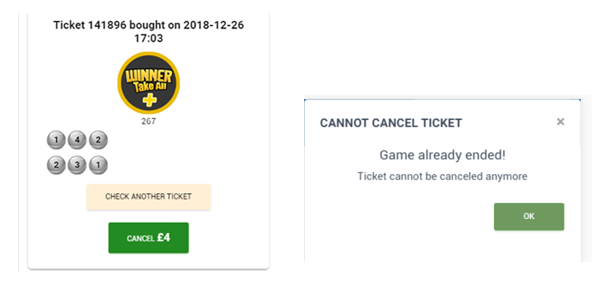 Ticket 141896 bought on 2018-12-26
17:03
WINNER
Take All
+
267
1 4 2
2 3 1
CHECK ANOTHER TICKET
CANCEL £4
CANNOT CANCEL TICKET ×
Game already ended!
Ticket cannot be canceled anymore
OK